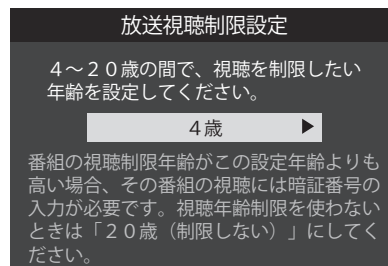 放送視聴制限設定
４～２０歳の間で、視聴を制限したい
年齢を設定してください。
４歳 ▶
番組の視聴制限年齢がこの設定年齢よりも
高い場合、その番組の視聴には暗証番号の
入力が必要です。視聴年齢制限を使わない
ときは「２０歳（制限しない）」にしてく
ださい。